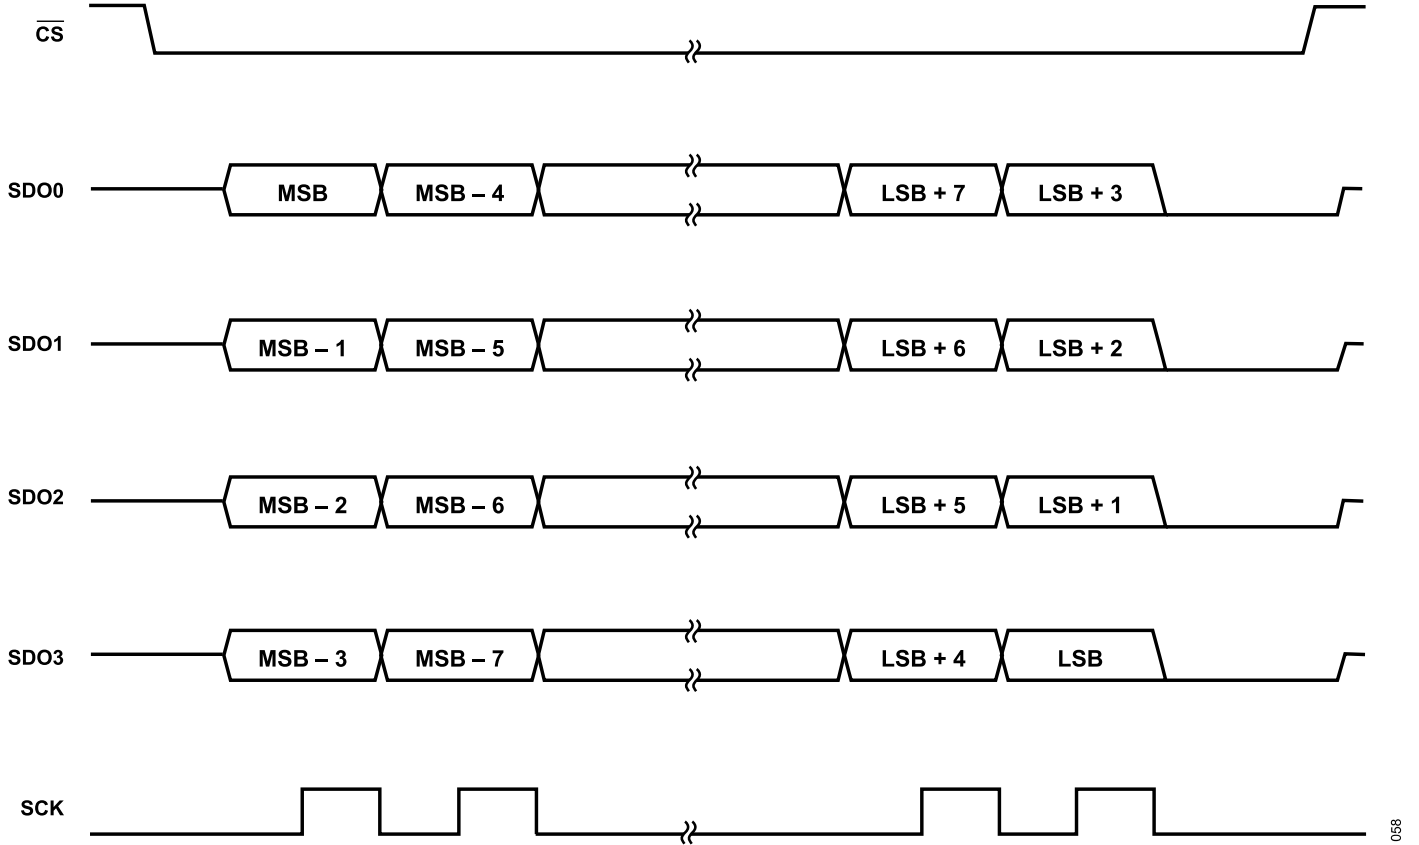 CS
SDO0 MSB MSB – 4 LSB + 7 LSB + 3
SDO1 MSB – 1 MSB – 5 LSB + 6 LSB + 2
SDO2 MSB – 2 MSB – 6 LSB + 5 LSB + 1
SDO3 MSB – 3 MSB – 7 LSB + 4 LSB
SCK
058